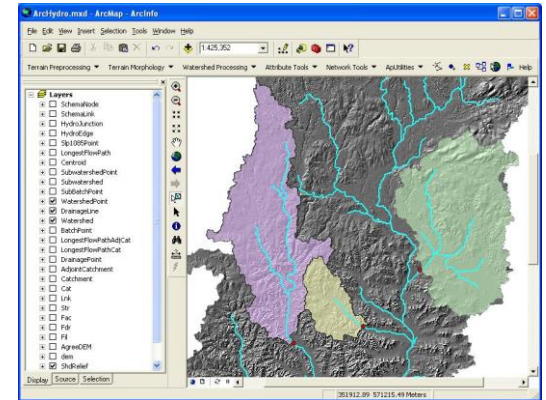 ArcHydro.mxd - ArcMap - ArcInfo
File Edit View Insert Selection Tools Window Help
1:425,352
Terrain Preprocessing Terrain Morphology Watershed Processing Attribute Tools Network Tools ApUtilities Help
Layers
SchemaNode
SchemaLink
HydroJunction
HydroEdge
Slp1085Point
LongestFlowPath
Centroid
SubwatershedPoint
Subwatershed
SubBatchPoint
WatershedPoint
DrainageLine
Watershed
BatchPoint
LongestFlowPathAdjCat
LongestFlowPathCat
DrainagePoint
AdjointCatchment
Catchment
Cat
Lnk
Str
Fac
Fdr
Fil
AgreeDEM
dem
ShdRelief
Display Source Selection
351912.89 571215.49 Meters